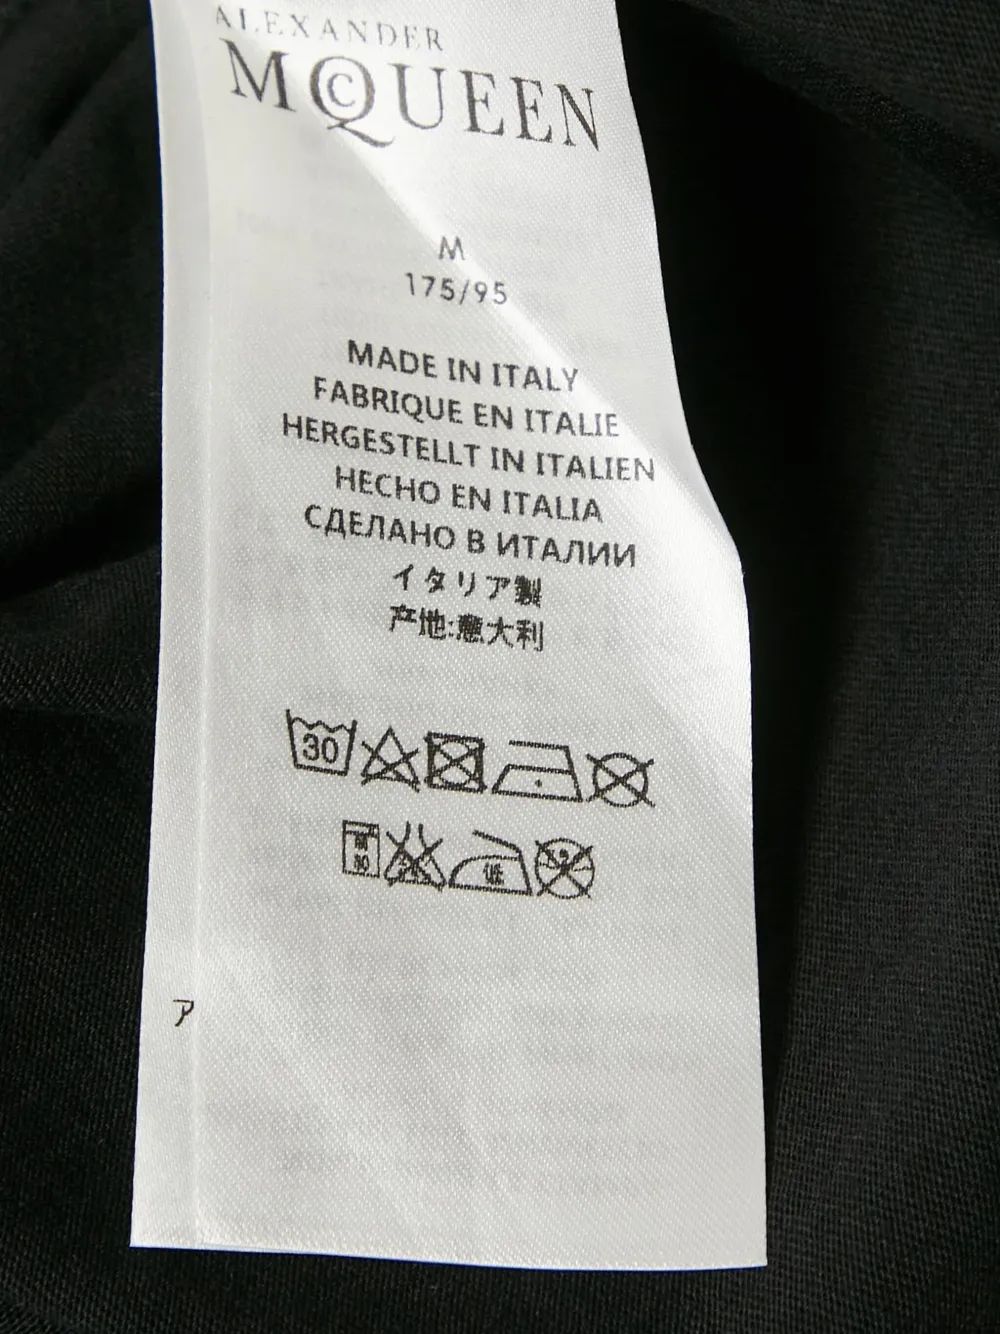 ALEXANDER
McQUEEN
M
175/95
MADE IN ITALY
FABRIQUE EN ITALIE
HERGESTELLT IN ITALIEN
HECHO EN ITALIA
СДЕЛАНО В ИТАЛИИ
イタリア製
产地:意大利
30
低
ア